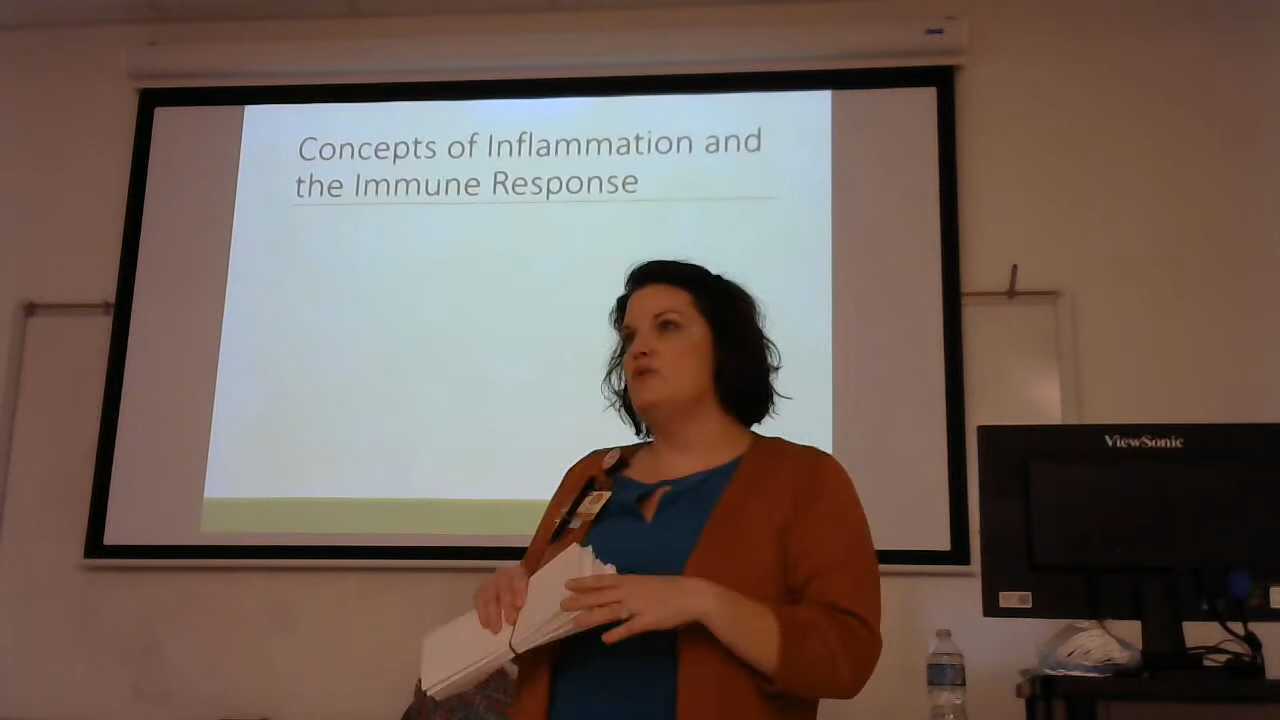 Concepts of Inflammation and
the Immune Response
ViewSonic